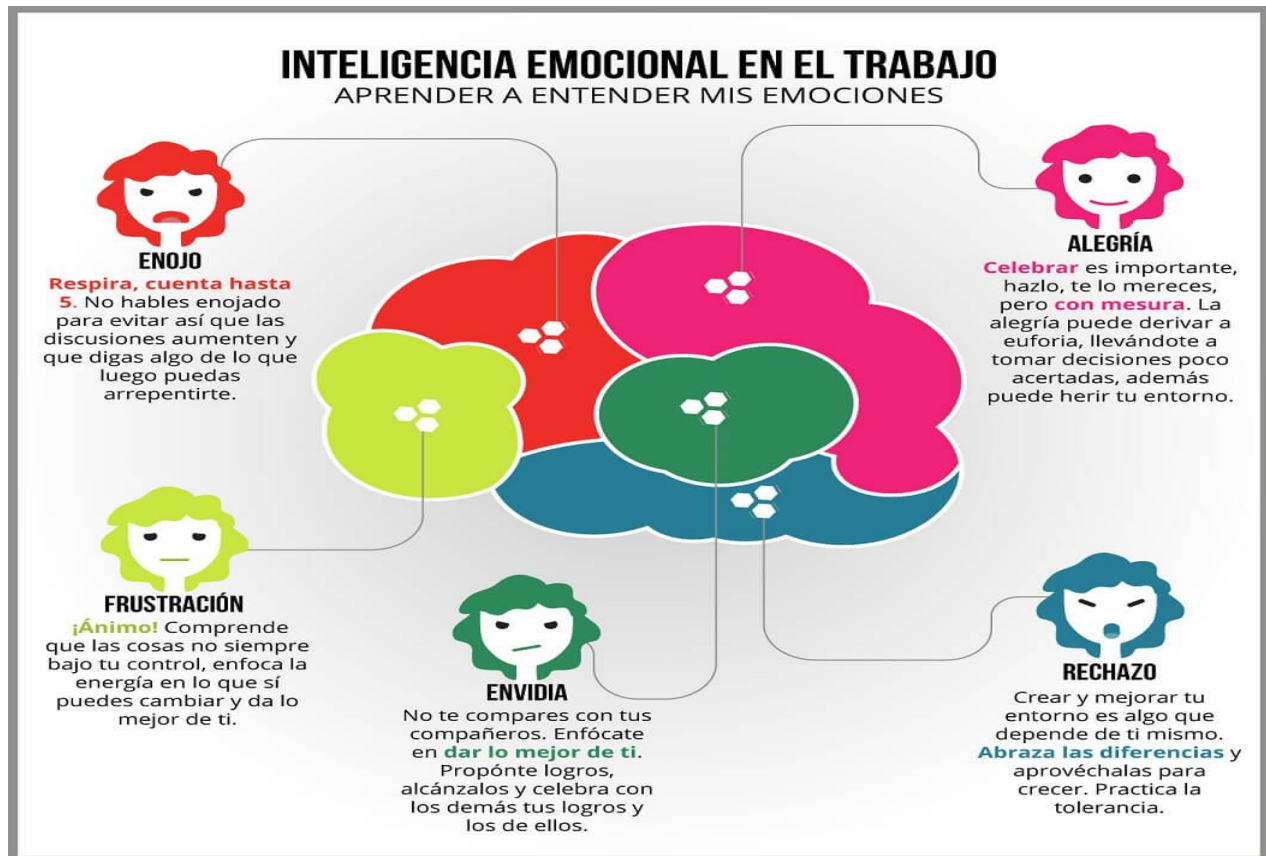 INTELIGENCIA EMOCIONAL EN EL TRABAJO
APRENDER A ENTENDER MIS EMOCIONES
ENOJO
Respira, cuenta hasta
5. No hables enojado
para evitar así que las
discusiones aumenten y
que digas algo de lo que
luego puedas
arrepentirte.
ALEGRÍA
Celebrar es importante,
hazlo, te lo mereces,
pero con mesura. La
alegría puede derivar a
euforia, llevándote a
tomar decisiones poco
acertadas, además
puede herir tu entorno.
FRUSTRACIÓN
¡Ánimo! Comprende
que las cosas no siempre
bajo tu control, enfoca la
energía en lo que sí
puedes cambiar y da lo
mejor de ti.
ENVIDIA
No te compares con tus
compañeros. Enfócate
en dar lo mejor de ti.
Propónte logros,
alcánzalos y celebra con
los demás tus logros y
los de ellos.
RECHAZO
Crear y mejorar tu
entorno es algo que
depende de ti mismo.
Abraza las diferencias y
aprovéchalas para
crecer. Practica la
tolerancia.